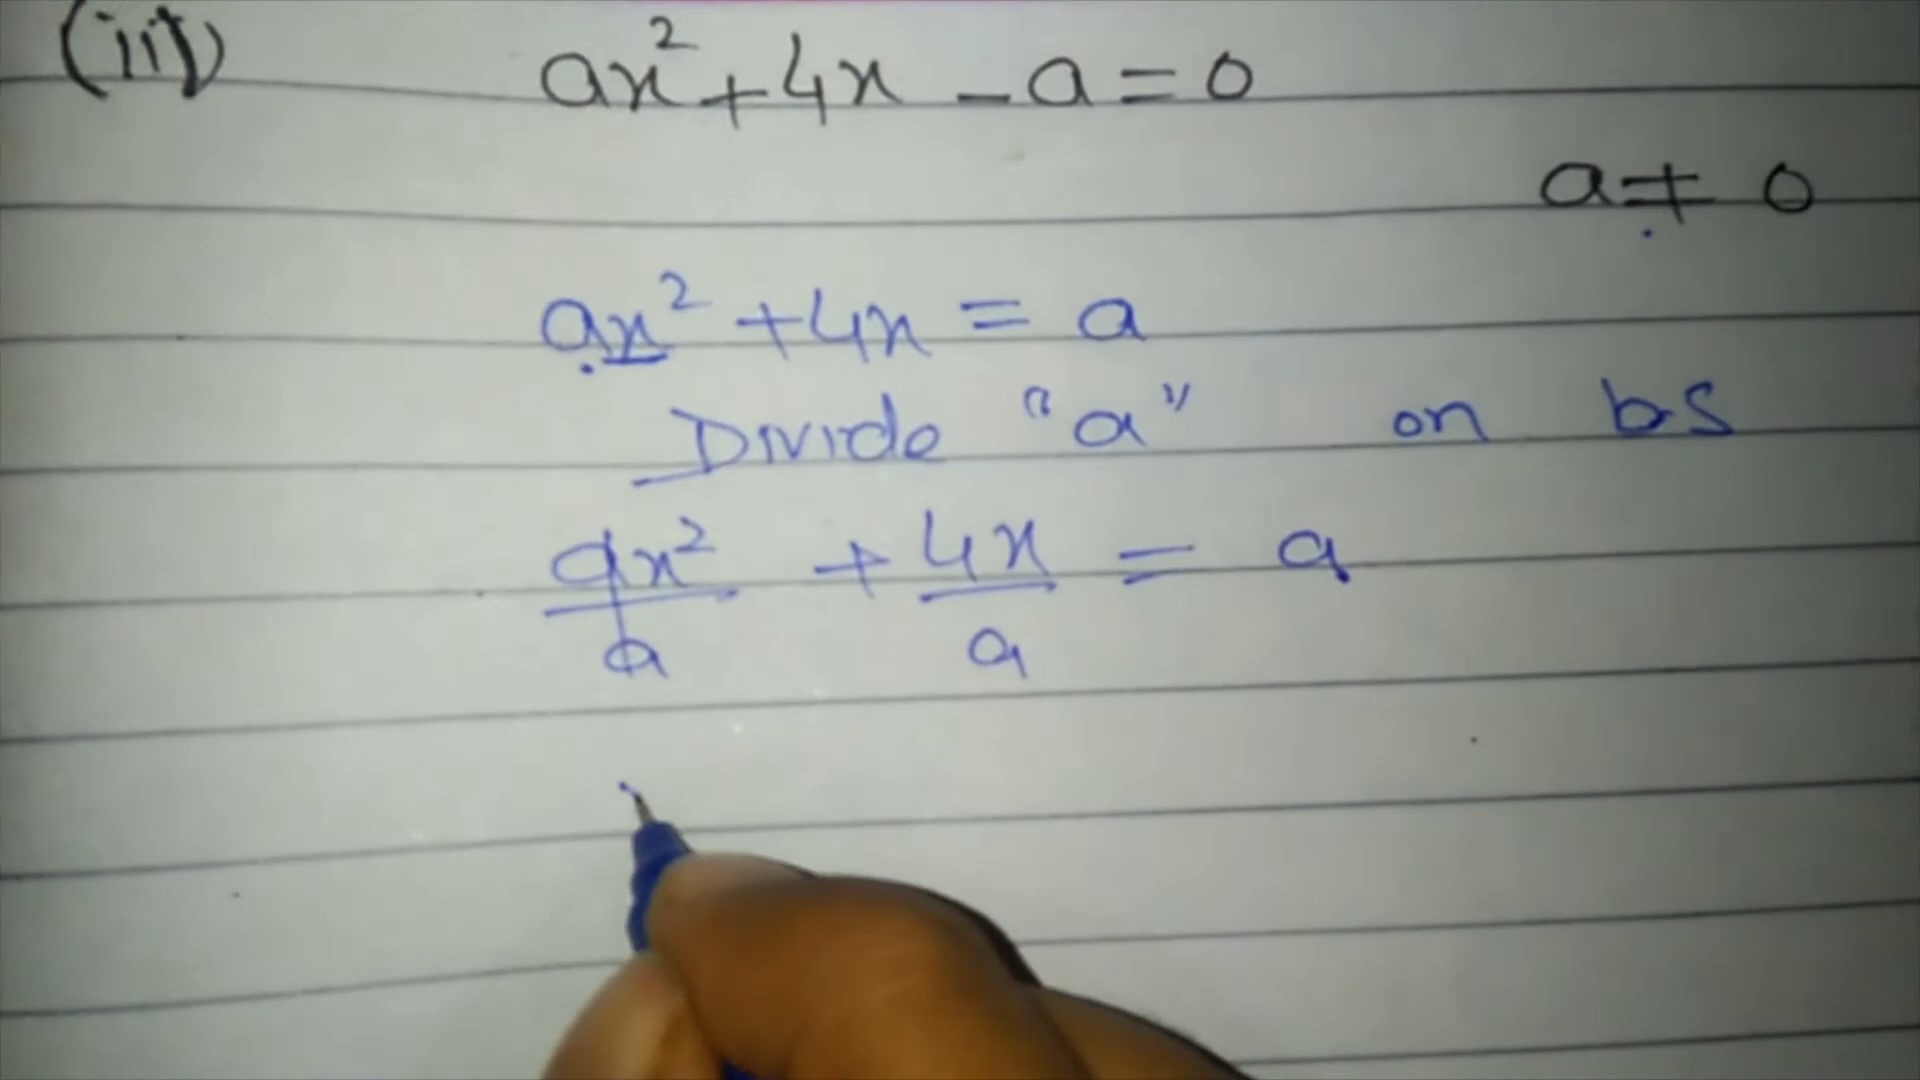 (iii) ax² + 4x - a = 0
a ≠ 0
ax² + 4x = a
Divide "a" on bs
ax²/a + 4x/a = a